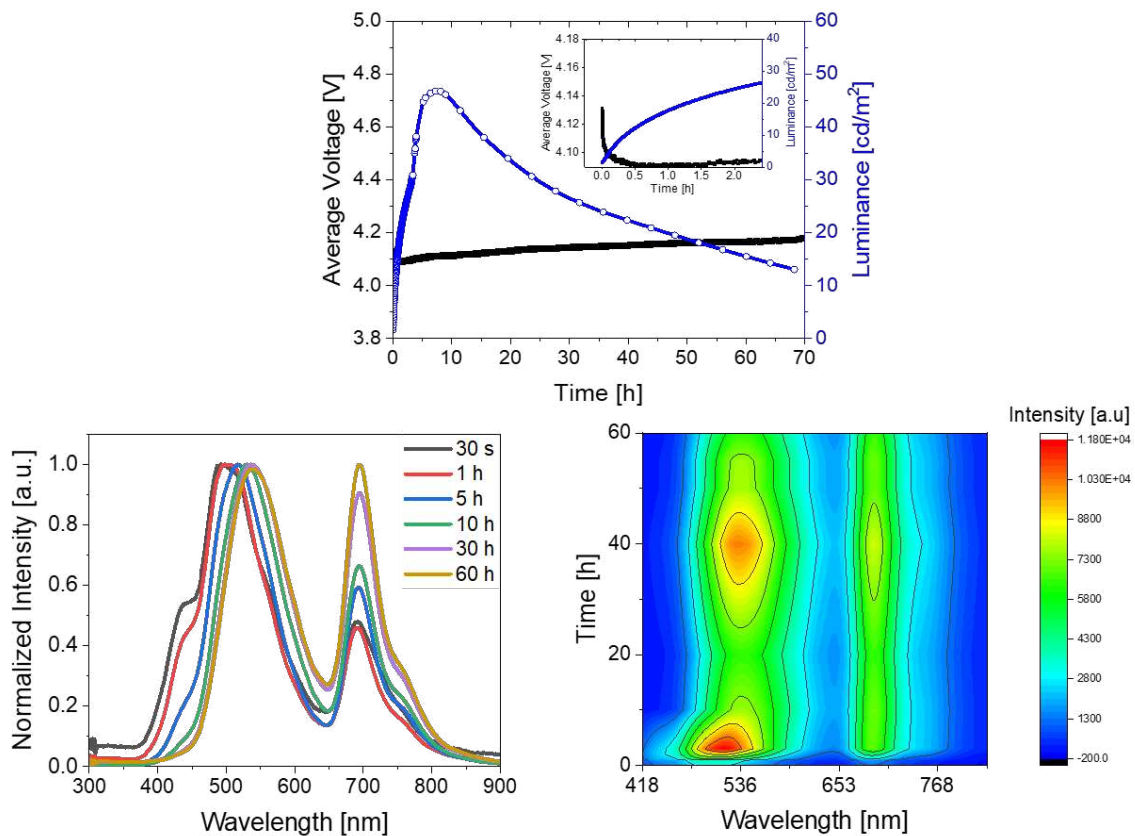 Average Voltage [V]
5.0
4.8
4.6
4.4
4.2
4.0
3.8
0 10 20 30 40 50 60 70
Time [h]
60
50
40
30
20
10
0
Luminance [cd/m²]
Average Voltage [V]
4.18
4.16
4.14
4.12
4.10
0.0 0.5 1.0 1.5 2.0
Time [h]
40
30
20
10
0
Luminance [cd/m²]
Normalized Intensity [a.u.]
1.0
0.8
0.6
0.4
0.2
0.0
300 400 500 600 700 800 900
Wavelength [nm]
30 s
1 h
5 h
10 h
30 h
60 h
Time [h]
60
40
20
0
418 536 653 768
Wavelength [nm]
Intensity [a.u]
1.180E+04
1.030E+04
8800
7300
5800
4300
2800
1300
-200.0